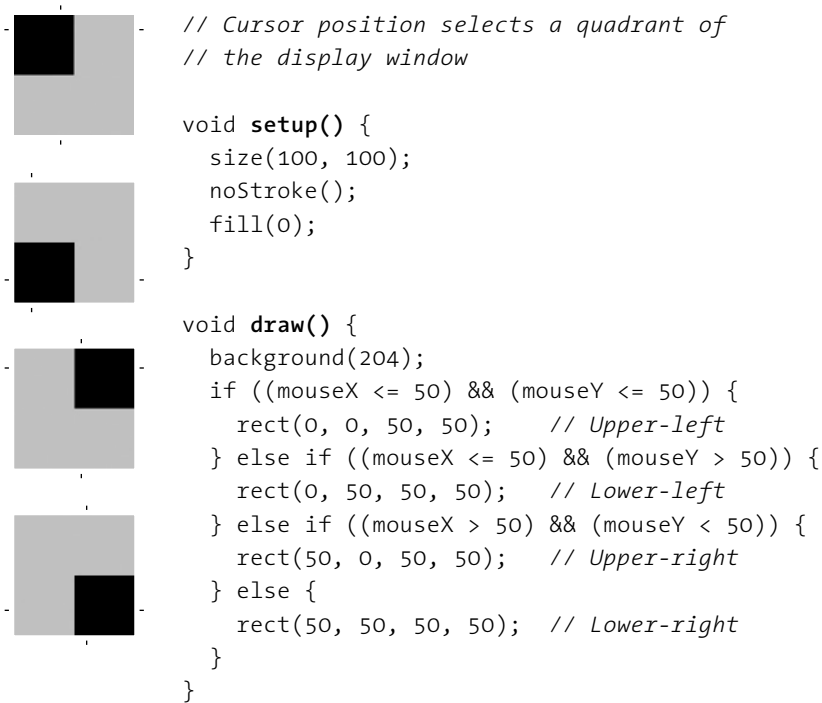 // Cursor position selects a quadrant of
// the display window

void setup() {
  size(100, 100);
  noStroke();
  fill(0);
}

void draw() {
  background(204);
  if ((mouseX <= 50) && (mouseY <= 50)) {
    rect(0, 0, 50, 50);    // Upper-left
  } else if ((mouseX <= 50) && (mouseY > 50)) {
    rect(0, 50, 50, 50);   // Lower-left
  } else if ((mouseX > 50) && (mouseY < 50)) {
    rect(50, 0, 50, 50);   // Upper-right
  } else {
    rect(50, 50, 50, 50);  // Lower-right
  }
}